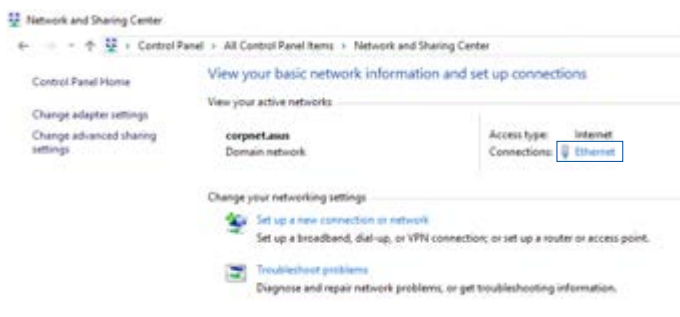 Network and Sharing Center
Control Panel > All Control Panel Items > Network and Sharing Center
Control Panel Home
Change adapter settings
Change advanced sharing
settings
View your basic network information and set up connections
View your active networks
corpnet.asus
Domain network
Access type: Internet
Connections: Ethernet
Change your networking settings
Set up a new connection or network
Set up a broadband, dial-up, or VPN connection; or set up a router or access point.
Troubleshoot problems
Diagnose and repair network problems, or get troubleshooting information.